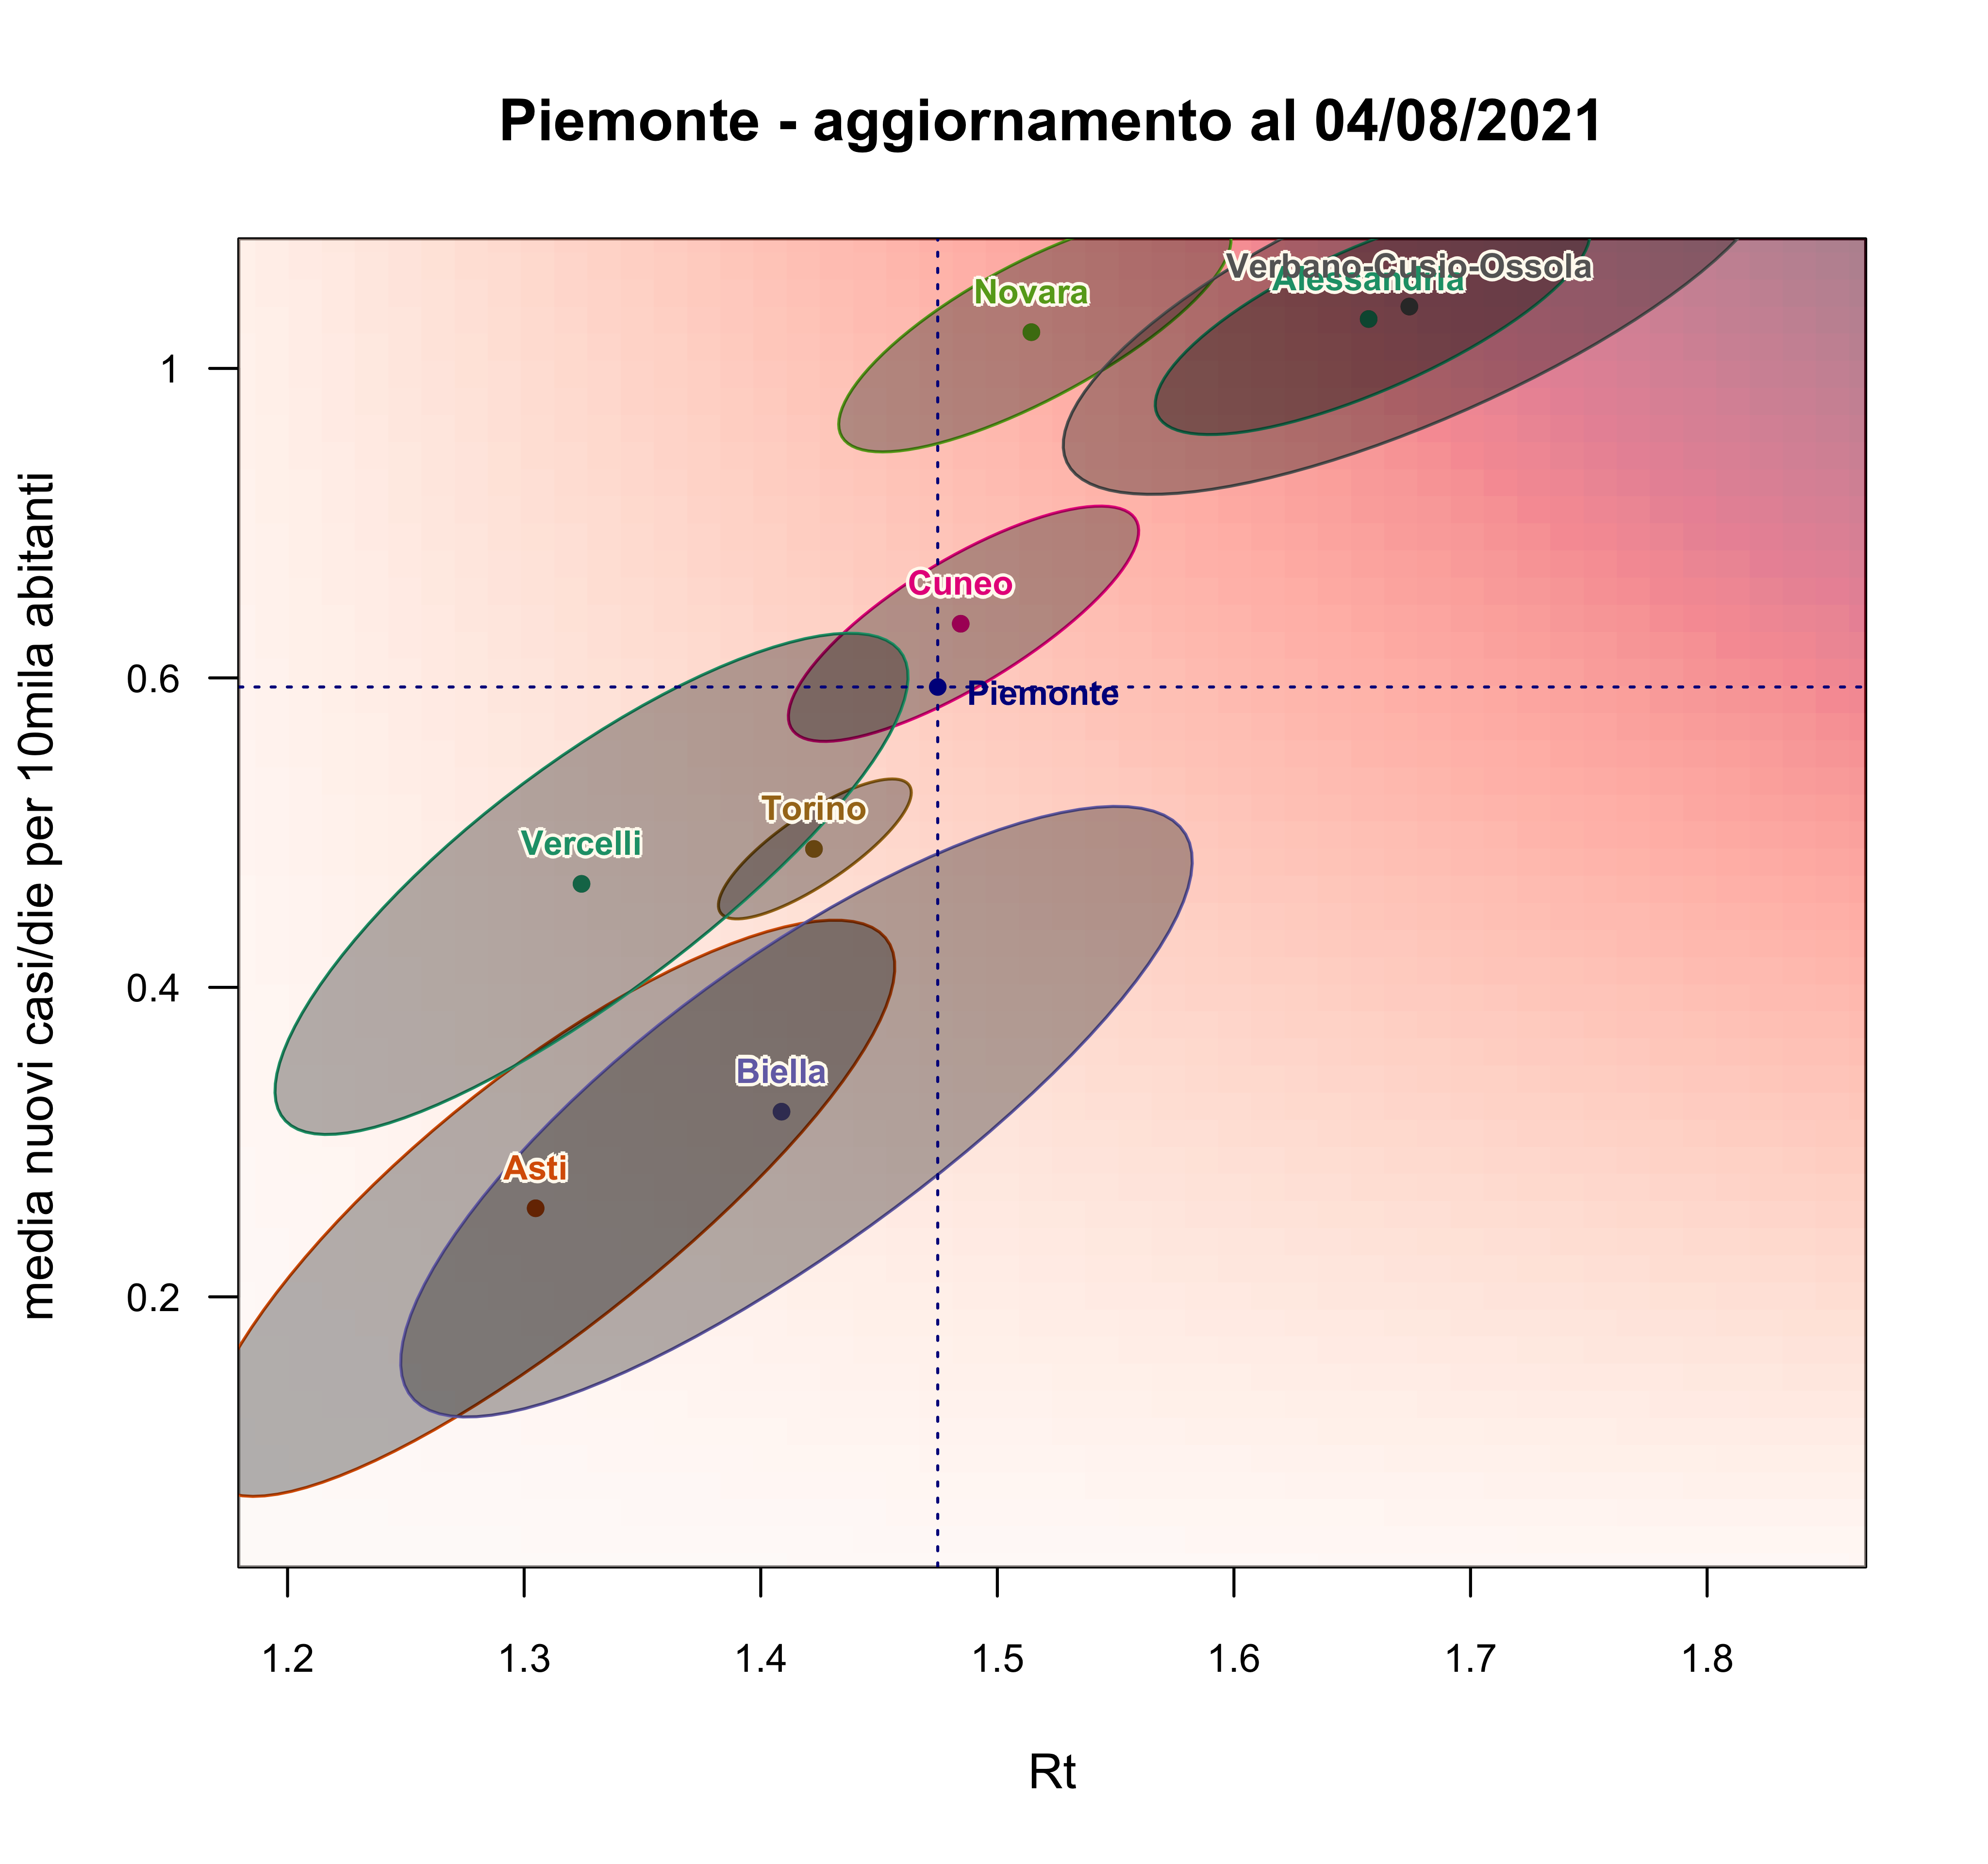 Piemonte - aggiornamento al 04/08/2021
Verbano-Cusio-Ossola
Alessandria
Novara
1
media nuovi casi/die per 10mila abitanti
Cuneo
0.6
Piemonte
Torino
Vercelli
0.4
Biella
Asti
0.2
1.2 1.3 1.4 1.5 1.6 1.7 1.8
Rt